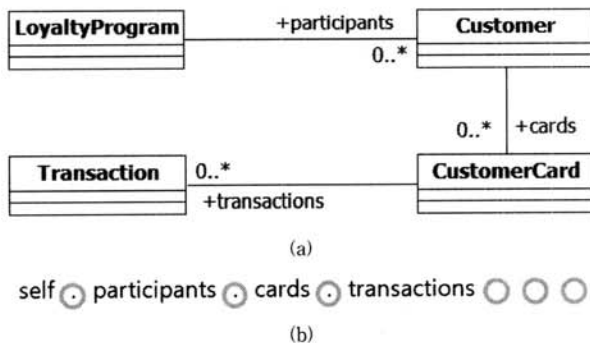 LoyaltyProgram
+participants
Customer
0..*
0..*
+cards
Transaction
0..*
CustomerCard
+transactions
(a)
self . participants . cards . transactions
(b)